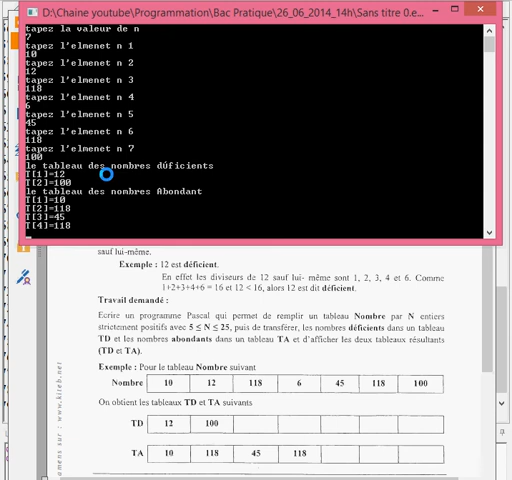 D:\Chaine youtube\Programmation\Bac Pratique\26_06_2014_14h\Sans titre 0.e...
tapez la valeur de n
7
tapez l'elmenet n 1
10
tapez l'elmenet n 2
12
tapez l'elmenet n 3
118
tapez l'elmenet n 4
6
tapez l'elmenet n 5
45
tapez l'elmenet n 6
118
tapez l'elmenet n 7
100
le tableau des nombres dúficients
T[1]=12
T[2]=100
le tableau des nombres Abondant
T[1]=10
T[2]=118
T[3]=45
T[4]=118
sauf lui-même.
Exemple : 12 est déficient.
En effet les diviseurs de 12 sauf lui- même sont 1, 2, 3, 4 et 6. Comme
1+2+3+4+6 = 16 et 12 < 16, alors 12 est dit déficient.
Travail demandé :
Ecrire un programme Pascal qui permet de remplir un tableau Nombre par N entiers
strictement positifs avec 5 ≤ N ≤ 25, puis de transférer, les nombres déficients dans un tableau
TD et les nombres abondants dans un tableau TA et d'afficher les deux tableaux résultants
(TD et TA).
Exemple : Pour le tableau Nombre suivant
Nombre 10 12 118 6 45 118 100
On obtient les tableaux TD et TA suivants
TD 12 100
TA 10 118 45 118
amens sur : www.kiteb.net